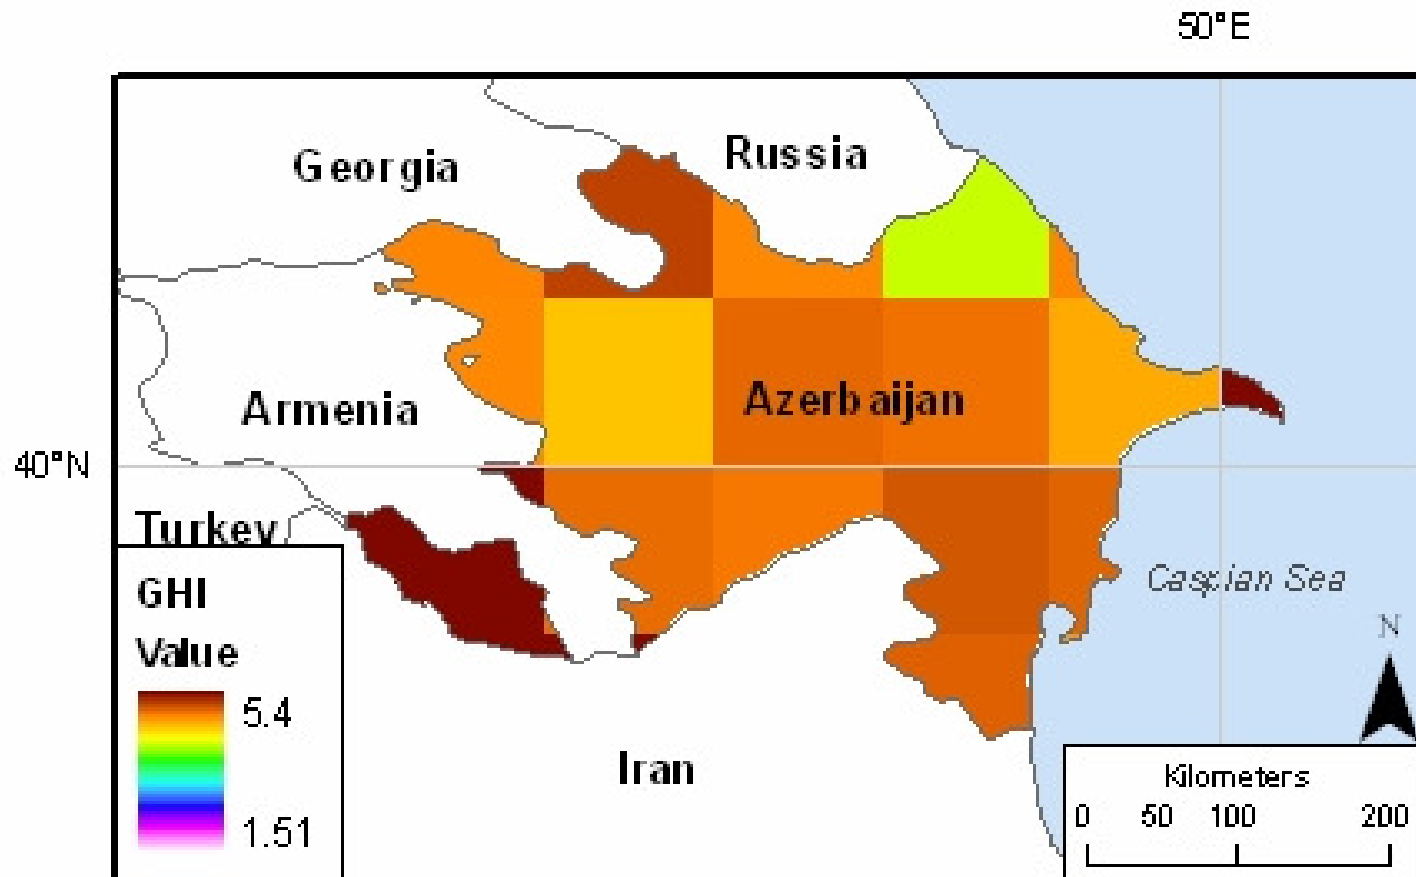 50°E
Georgia
Russia
Armenia
Azerbaijan
40°N
Turkey
Caspian Sea
GHI
Value
5.4
1.51
Iran
N
Kilometers
0 50 100 200